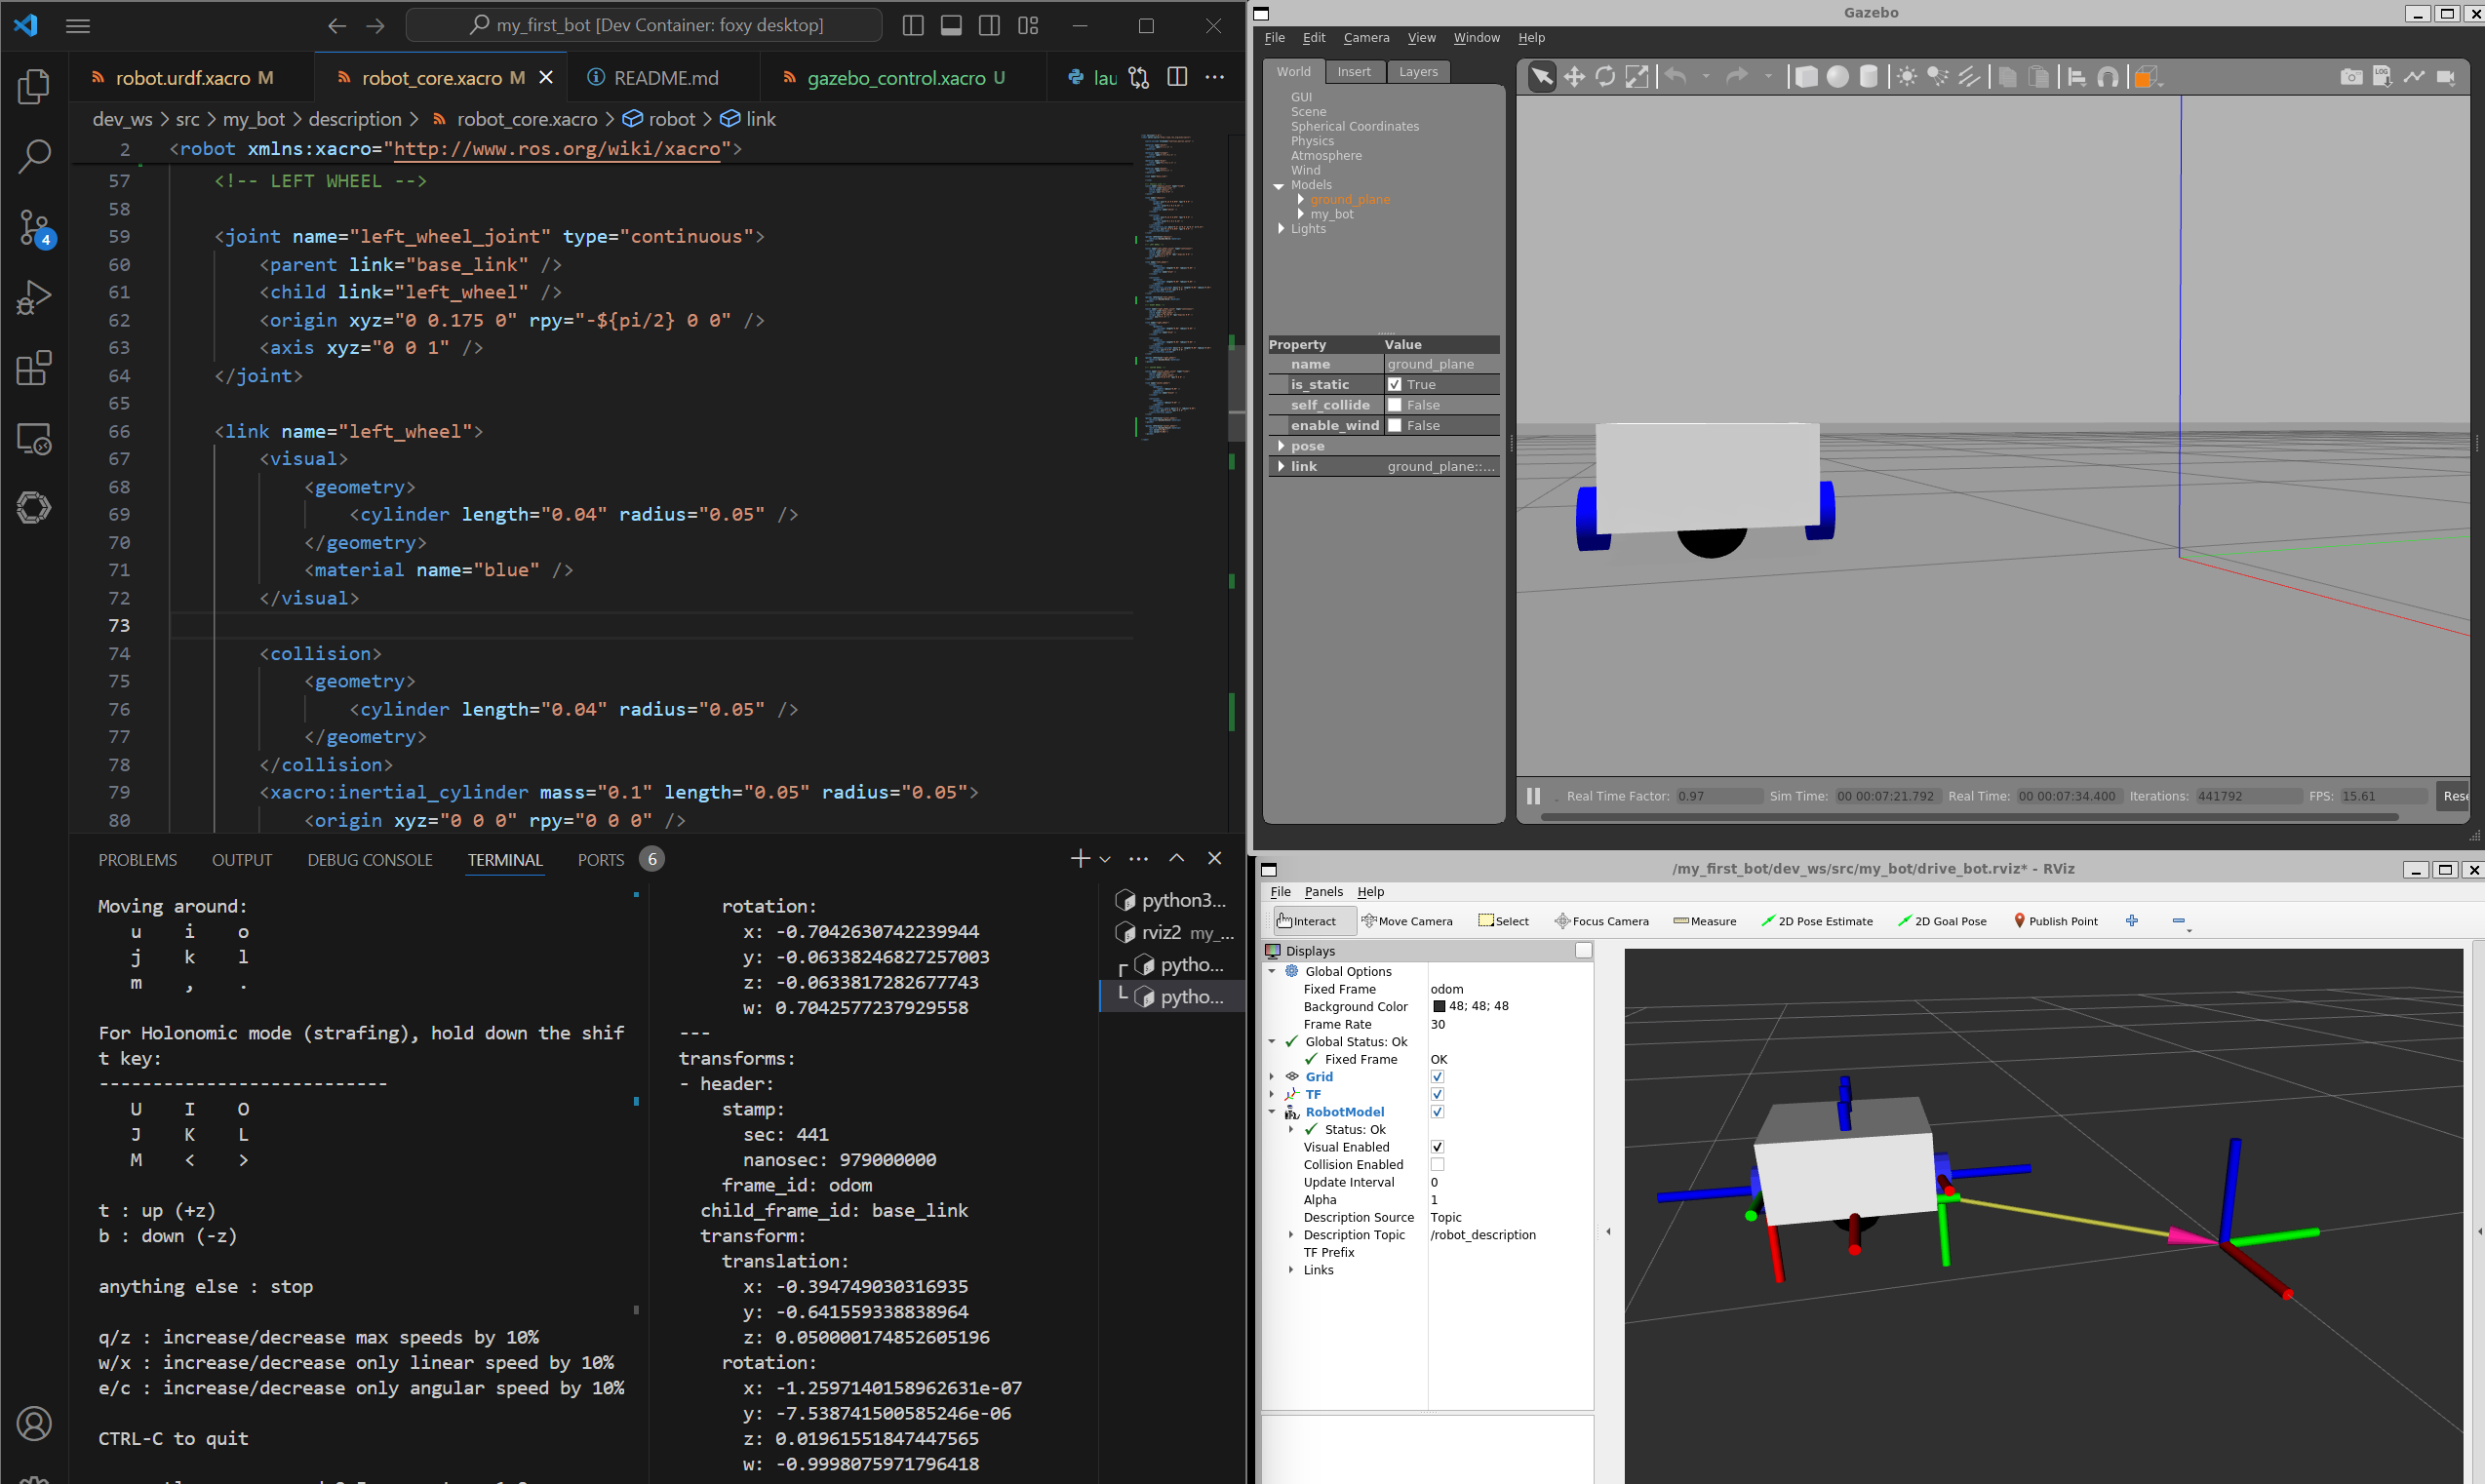 my_first_bot [Dev Container: foxy desktop]
robot.urdf.xacro M
robot_core.xacro M
README.md
gazebo_control.xacro U
lau
dev_ws > src > my_bot > description > robot_core.xacro > robot > link
2 <robot xmlns:xacro="http://www.ros.org/wiki/xacro">
57 <!-- LEFT WHEEL -->
58
59 <joint name="left_wheel_joint" type="continuous">
60 <parent link="base_link" />
61 <child link="left_wheel" />
62 <origin xyz="0 0.175 0" rpy="-${pi/2} 0 0" />
63 <axis xyz="0 0 1" />
64 </joint>
65
66 <link name="left_wheel">
67 <visual>
68 <geometry>
69 <cylinder length="0.04" radius="0.05" />
70 </geometry>
71 <material name="blue" />
72 </visual>
73
74 <collision>
75 <geometry>
76 <cylinder length="0.04" radius="0.05" />
77 </geometry>
78 </collision>
79 <xacro:inertial_cylinder mass="0.1" length="0.05" radius="0.05">
80 <origin xyz="0 0 0" rpy="0 0 0" />
4
PROBLEMS OUTPUT DEBUG CONSOLE TERMINAL PORTS 6
Moving around:
u i o
j k l
m , .
For Holonomic mode (strafing), hold down the shif
t key:
---------------------------
U I O
J K L
M < >
t : up (+z)
b : down (-z)
anything else : stop
q/z : increase/decrease max speeds by 10%
w/x : increase/decrease only linear speed by 10%
e/c : increase/decrease only angular speed by 10%
CTRL-C to quit
rotation:
x: -0.7042630742239944
y: -0.06338246827257003
z: -0.0633817282677743
w: 0.7042577237929558
---
transforms:
- header:
stamp:
sec: 441
nanosec: 979000000
frame_id: odom
child_frame_id: base_link
transform:
translation:
x: -0.394749030316935
y: -0.641559338838964
z: 0.050000174852605196
rotation:
x: -1.2597140158962631e-07
y: -7.538741500585246e-06
z: 0.01961551847447565
w: -0.9998075971796418
python3...
rviz2 my_...
pytho...
pytho...
Gazebo
File Edit Camera View Window Help
World Insert Layers
GUI
Scene
Spherical Coordinates
Physics
Atmosphere
Wind
Models
ground_plane
my_bot
Lights
Property Value
name ground_plane
is_static True
self_collide False
enable_wind False
pose
link ground_plane::...
LOG
Real Time Factor: 0.97 Sim Time: 00 00:07:21.792 Real Time: 00 00:07:34.400 Iterations: 441792 FPS: 15.61 Rese
/my_first_bot/dev_ws/src/my_bot/drive_bot.rviz* - RViz
File Panels Help
Interact Move Camera Select Focus Camera Measure 2D Pose Estimate 2D Goal Pose Publish Point
Displays
Global Options
Fixed Frame odom
Background Color 48; 48; 48
Frame Rate 30
Global Status: Ok
Fixed Frame OK
Grid
TF
RobotModel
Status: Ok
Visual Enabled
Collision Enabled
Update Interval 0
Alpha 1
Description Source Topic
Description Topic /robot_description
TF Prefix
Links